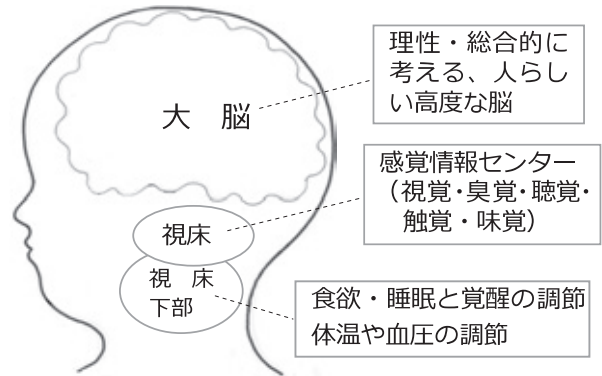 大 脳
理性・総合的に
考える、人らし
い高度な脳
視床
感覚情報センター
（視覚・臭覚・聴覚・
触覚・味覚）
視 床
下部
食欲・睡眠と覚醒の調節
体温や血圧の調節